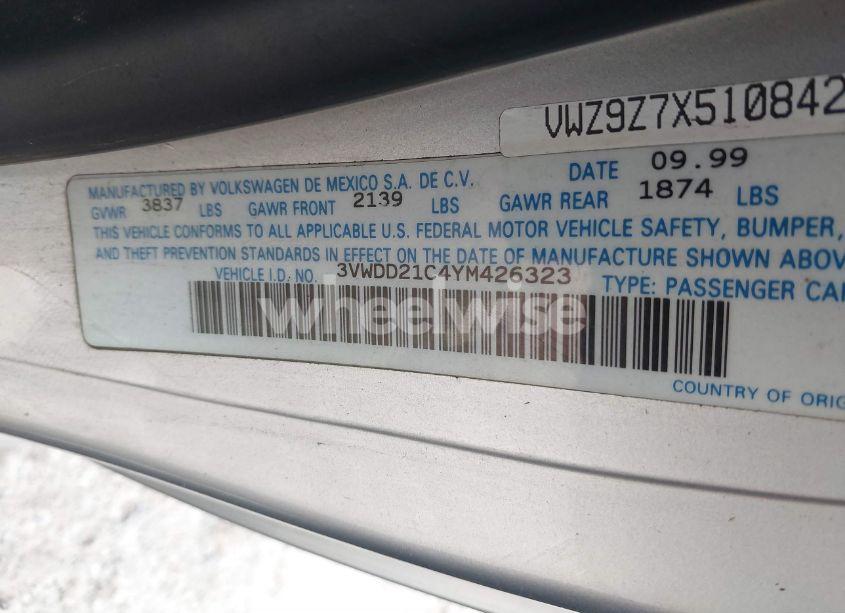 VWZ9Z7X510842
MANUFACTURED BY VOLKSWAGEN DE MEXICO S.A. DE C.V. DATE 09.99
GVWR 3837 LBS GAWR FRONT 2139 LBS GAWR REAR 1874 LBS
THIS VEHICLE CONFORMS TO ALL APPLICABLE U.S. FEDERAL MOTOR VEHICLE SAFETY, BUMPER,
AND THEFT PREVENTION STANDARDS IN EFFECT ON THE DATE OF MANUFACTURE SHOWN ABOV
VEHICLE I.D. NO. 3VWDD21C4YM426323 TYPE: PASSENGER CAR
wheelwise
COUNTRY OF ORIG